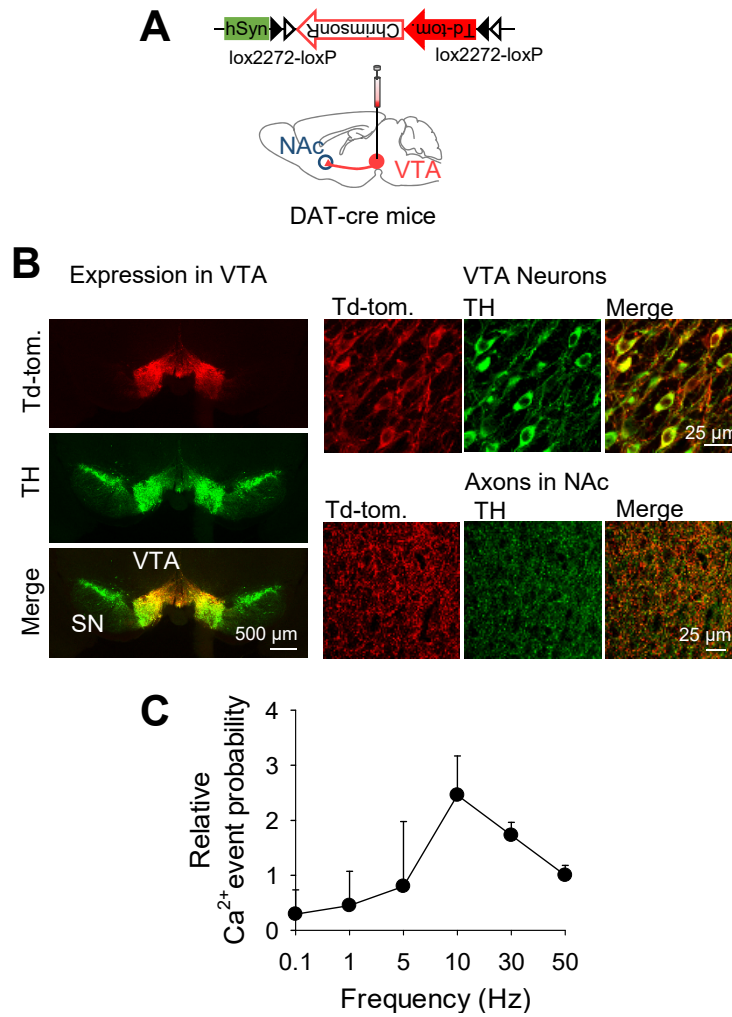 A
hSyn
ChrimsonR
Td-tom.
lox2272-loxP
lox2272-loxP
NAc
VTA
DAT-cre mice
B
Expression in VTA
VTA Neurons
Td-tom.
TH
Merge
Td-tom.
TH
Merge
25 µm
Axons in NAc
Td-tom.
TH
Merge
VTA
SN
500 µm
25 µm
C
Relative
Ca²⁺ event probability
4
3
2
1
0
0.1 1 5 10 30 50
Frequency (Hz)